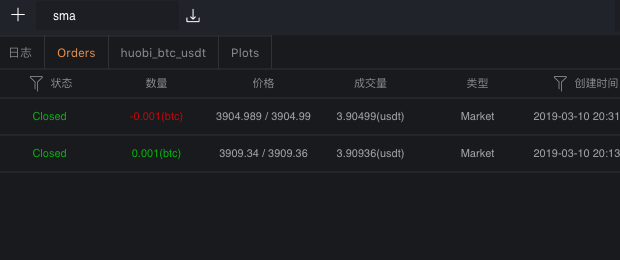 sma
日志 Orders huobi_btc_usdt Plots
状态 数量 价格 成交量 类型 创建时间
Closed -0.001(btc) 3904.989 / 3904.99 3.90499(usdt) Market 2019-03-10 20:31
Closed 0.001(btc) 3909.34 / 3909.36 3.90936(usdt) Market 2019-03-10 20:13